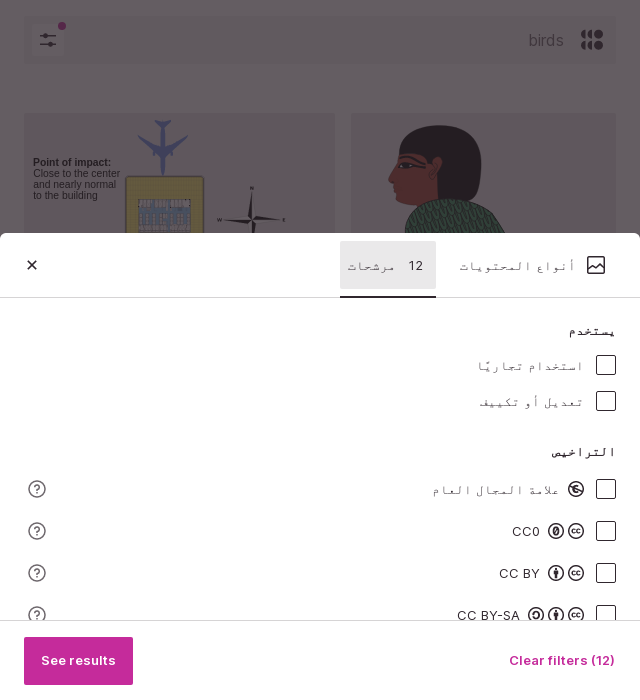 birds
Point of impact:
Close to the center
and nearly normal
to the building
N
W
E
أنواع المحتويات
12 مرشحات
يستخدم
استخدام تجاريًا
تعديل أو تكييف
التراخيص
علامة المجال العام
CC0
CC BY
CC BY-SA
See results
Clear filters (12)